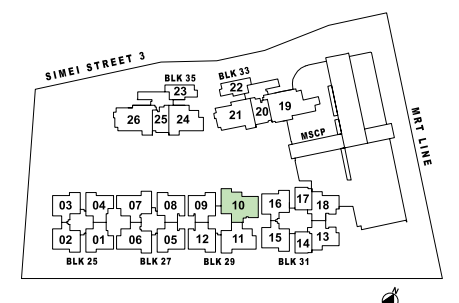 SIMEI STREET 3
BLK 35
BLK 33
23
22
26 25 24
21 20 19
MSCP
MRT LINE
03 04 07 08 09 10 16 17 18
02 01 06 05 12 11 15 14 13
BLK 25 BLK 27 BLK 29 BLK 31
N